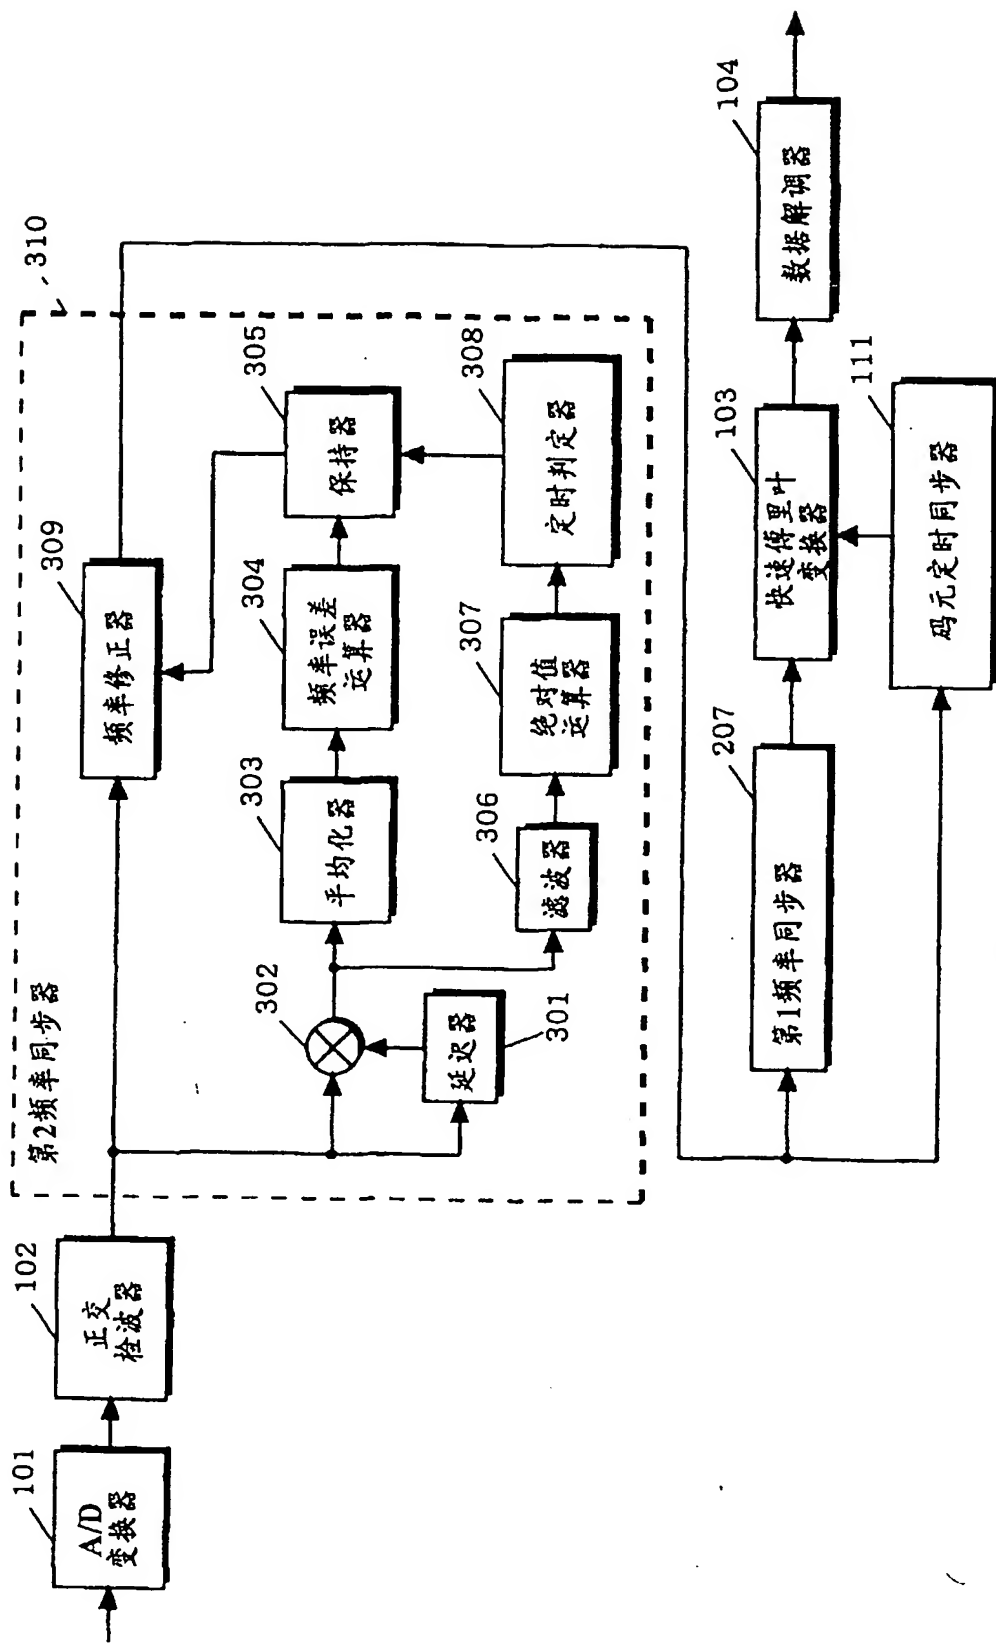 310
第2频率同步器
101
A/D
变换器
102
正交
栓波器
309
频率修正器
302
延迟器
301
303
平均化器
304
频率误差
运算器
305
保持器
306
滤波器
307
绝对值
运算器
308
定时判定器
207
第1频率同步器
103
快速傅里叶
变换器
104
数据解调器
111
码元定时同步器